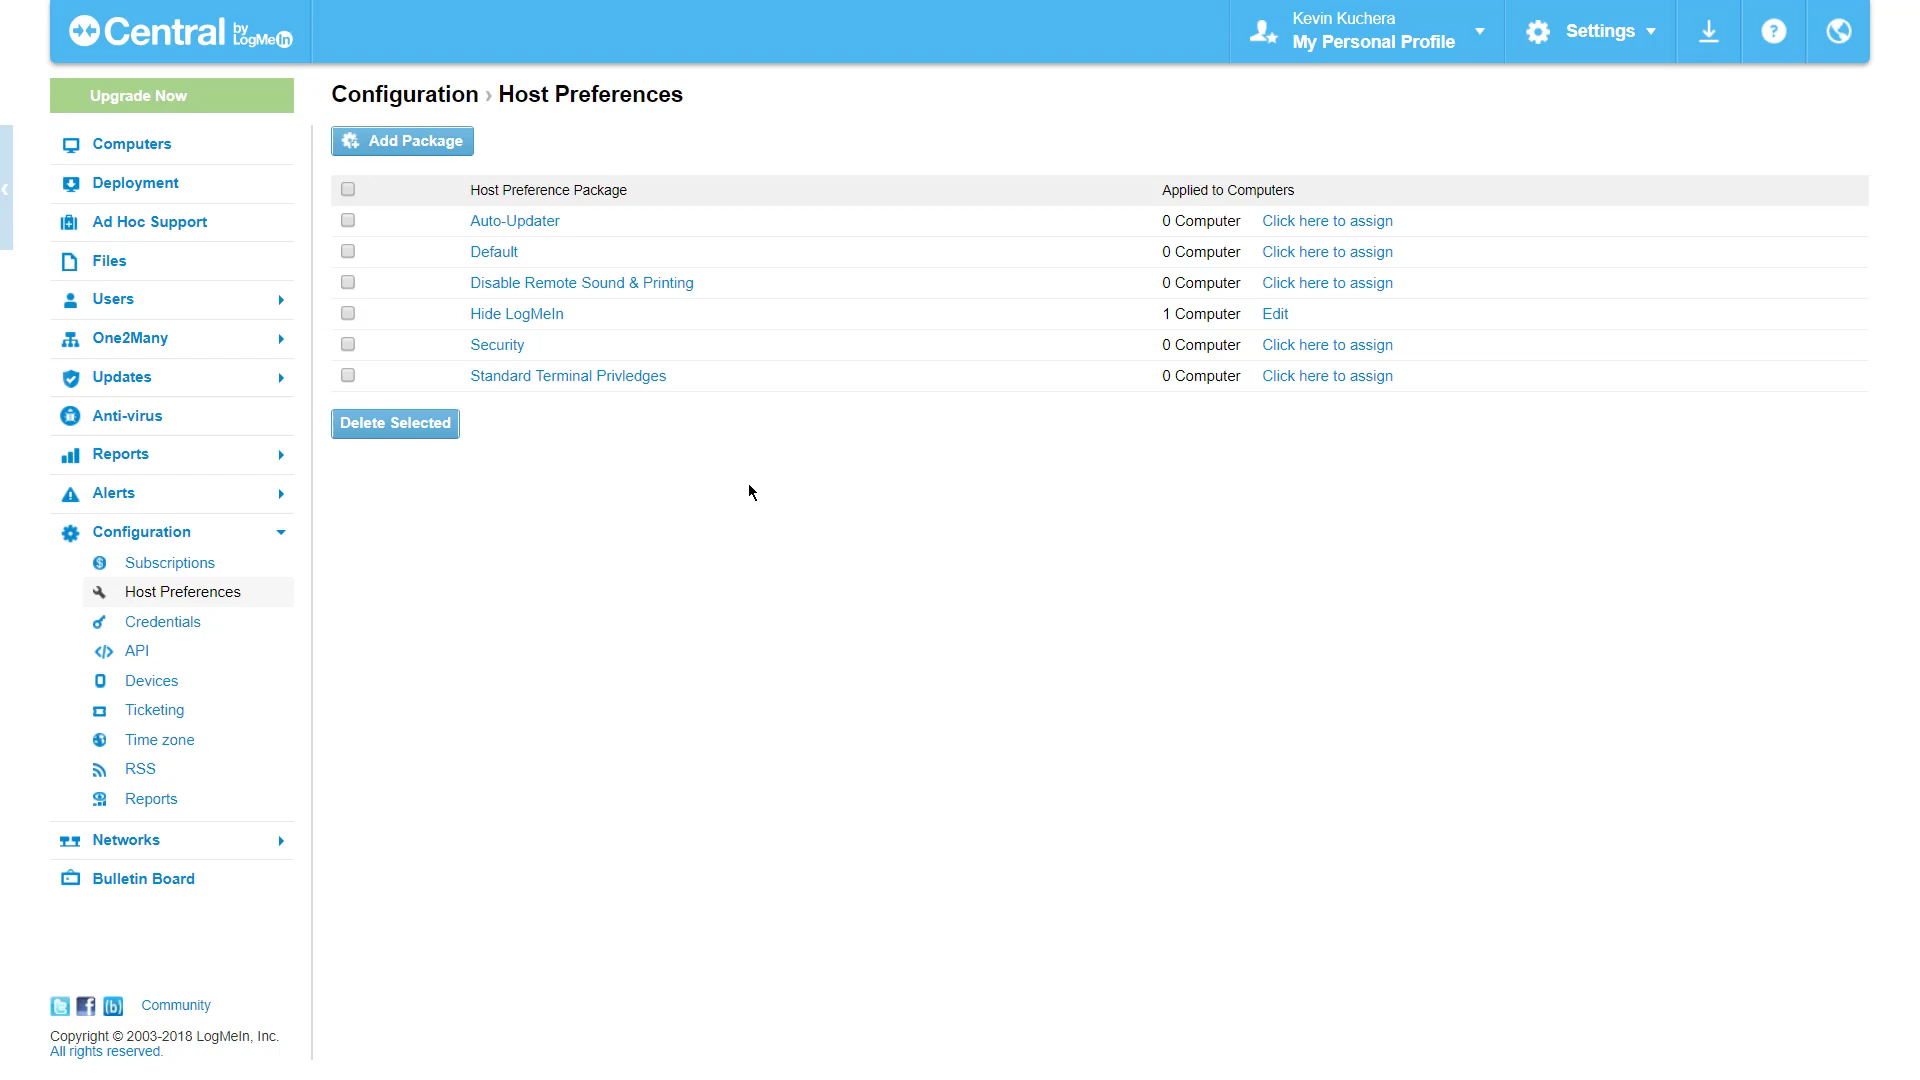 Central by LogMeIn
Kevin Kuchera
My Personal Profile
Settings
?
Upgrade Now
Computers
Deployment
Ad Hoc Support
Files
Users
One2Many
Updates
Anti-virus
Reports
Alerts
Configuration
Subscriptions
Host Preferences
Credentials
API
Devices
Ticketing
Time zone
RSS
Reports
Networks
Bulletin Board
Community
Copyright © 2003-2018 LogMeIn, Inc.
All rights reserved.
Configuration › Host Preferences
Add Package
Host Preference Package Applied to Computers
Auto-Updater 0 Computer Click here to assign
Default 0 Computer Click here to assign
Disable Remote Sound & Printing 0 Computer Click here to assign
Hide LogMeIn 1 Computer Edit
Security 0 Computer Click here to assign
Standard Terminal Privledges 0 Computer Click here to assign
Delete Selected